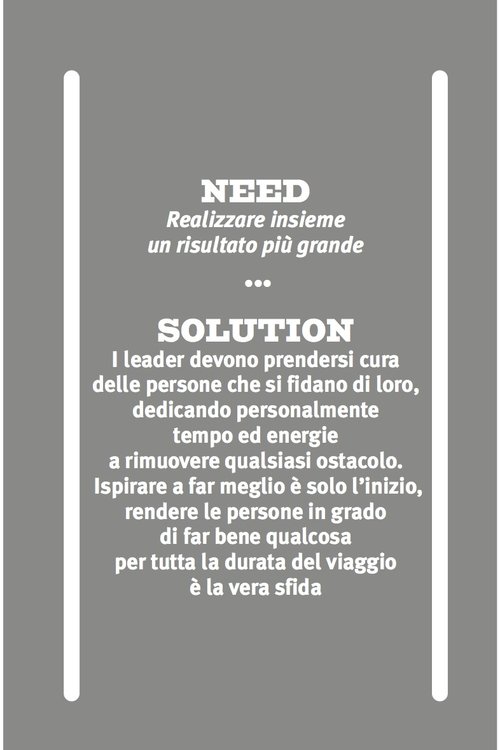 NEED
Realizzare insieme
un risultato più grande
...
SOLUTION
I leader devono prendersi cura
delle persone che si fidano di loro,
dedicando personalmente
tempo ed energie
a rimuovere qualsiasi ostacolo.
Ispirare a far meglio è solo l'inizio,
rendere le persone in grado
di far bene qualcosa
per tutta la durata del viaggio
è la vera sfida